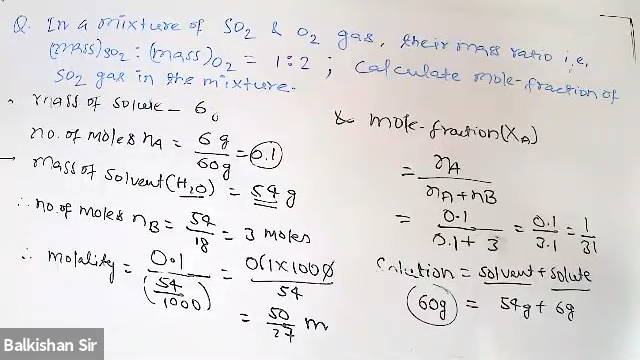 Q. In a mixture of SO2 & O2 gas, their mass ratio i.e,
(mass)SO2 : (mass)O2 = 1:2 ; Calculate mole-fraction of
SO2 gas in the mixture.
mass of solute - 6
no. of moles nA = 6g/60g = 0.1
mass of solvent (H2O) = 54 g
∴ no. of moles nB = 54/18 = 3 moles
∴ molality = 0.1/(54/1000) = 0.1×1000/54
= 50/27 m
& mole-fraction (XA)
= nA/(nA+nB)
= 0.1/(0.1+3) = 0.1/3.1 = 1/31
Solution = solvent + solute
60g = 54g + 6g
Balkishan Sir